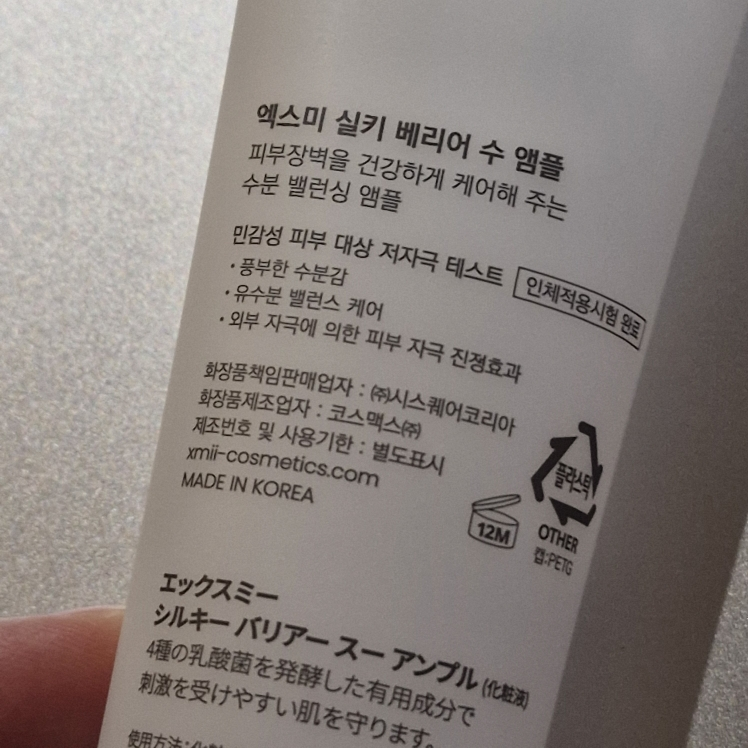 엑스미 실키 베리어 수 앰플
피부장벽을 건강하게 케어해 주는
수분 밸런싱 앰플
민감성 피부 대상 저자극 테스트 인체적용시험 완료
・풍부한 수분감
・유수분 밸런스 케어
・외부 자극에 의한 피부 자극 진정효과
화장품책임판매업자 : ㈜시스퀘어코리아
화장품제조업자 : 코스맥스㈜
제조번호 및 사용기한 : 별도표시
xmii-cosmetics.com
MADE IN KOREA
12M
플라스틱
OTHER
캡:PETG
エックスミー
シルキー バリアー スー アンプル (化粧液)
4種の乳酸菌を発酵した有用成分で
刺激を受けやすい肌を守ります。
使用方法:化粧